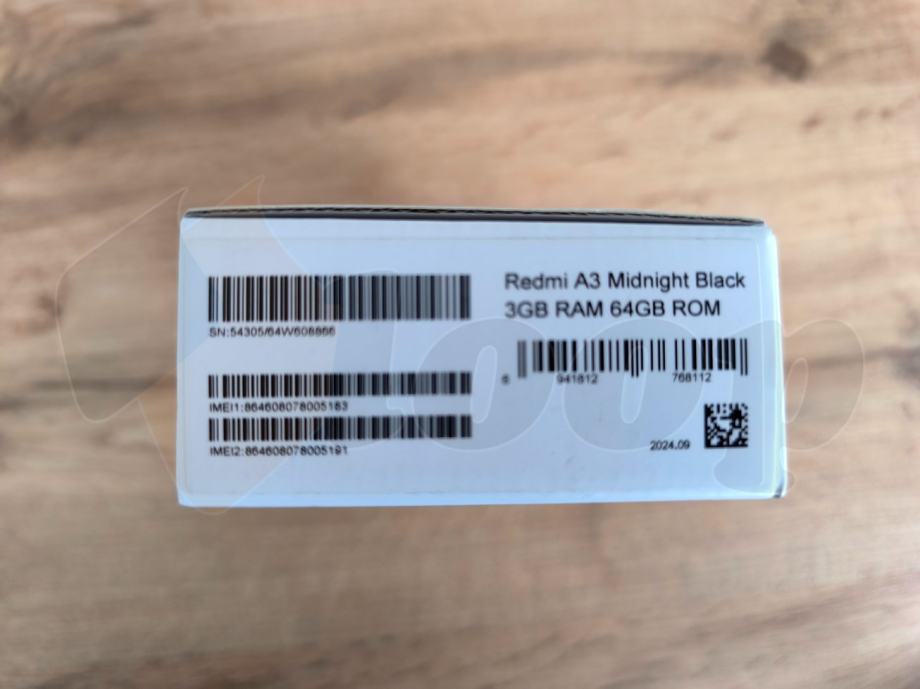 Redmi A3 Midnight Black
3GB RAM 64GB ROM
SN:54305/64W608866
IMEI1:864608078005183
IMEI2:864608078005191
6 941812 768112
2024.09
loop